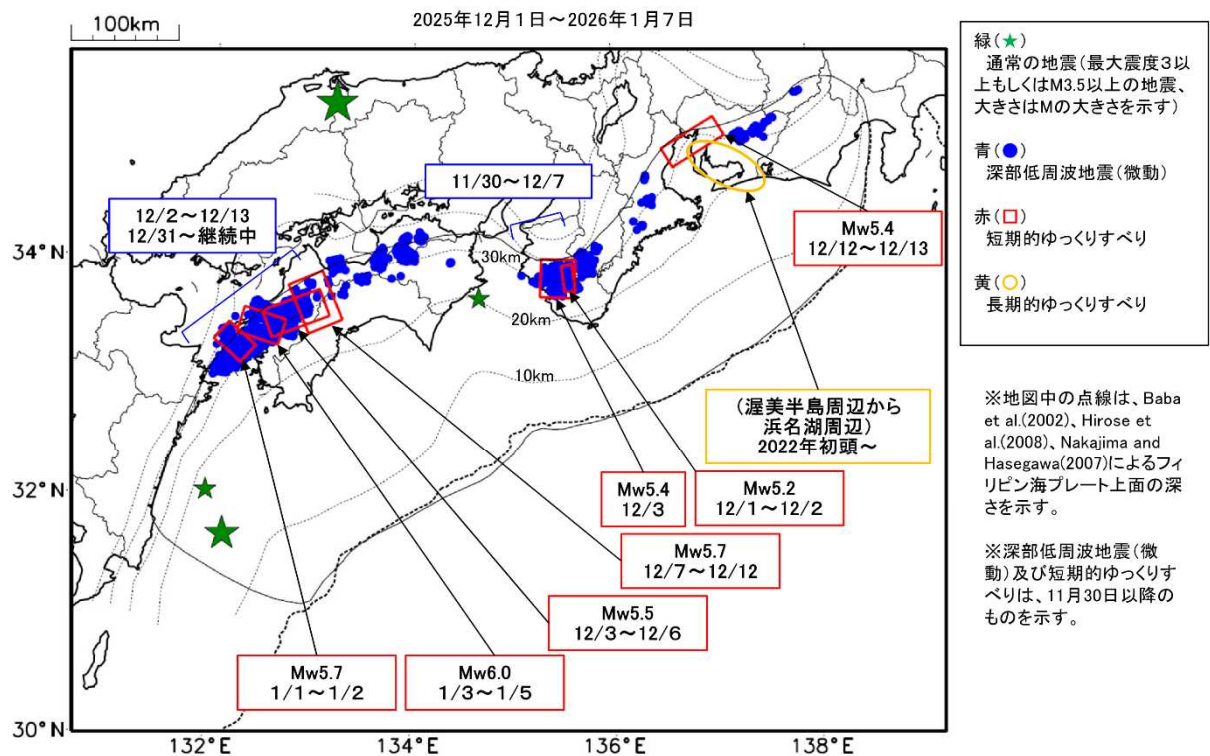 2025年12月1日～2026年1月7日
100km
34°N
32°N
30°N
132°E
134°E
136°E
138°E
12/2～12/13
12/31～継続中
11/30～12/7
30km
20km
10km
Mw5.4
12/12～12/13
(渥美半島周辺から
浜名湖周辺)
2022年初頭～
Mw5.4
12/3
Mw5.2
12/1～12/2
Mw5.7
12/7～12/12
Mw5.5
12/3～12/6
Mw5.7
1/1～1/2
Mw6.0
1/3～1/5
緑(★)
通常の地震(最大震度3以
上もしくはM3.5以上の地震、
大きさはMの大きさを示す)
青(●)
深部低周波地震(微動)
赤(□)
短期的ゆっくりすべり
黄(○)
長期的ゆっくりすべり
※地図中の点線は、Baba
et al.(2002)、Hirose et
al.(2008)、Nakajima and
Hasegawa(2007)によるフィ
リピン海プレート上面の深
さを示す。
※深部低周波地震(微
動)及び短期的ゆっくりす
べりは、11月30日以降の
ものを示す。